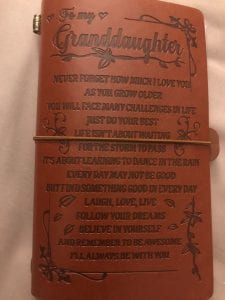 To my
Granddaughter
NEVER FORGET HOW MUCH I LOVE YOU
AS YOU GROW OLDER
YOU WILL FACE MANY CHALLENGES IN LIFE
JUST DO YOUR BEST
LIFE ISN'T ABOUT WAITING
FOR THE STORM TO PASS
IT'S ABOUT LEARNING TO DANCE IN THE RAIN
EVERY DAY MAY NOT BE GOOD
BUT FIND SOMETHING GOOD IN EVERY DAY
LAUGH, LOVE, LIVE
FOLLOW YOUR DREAMS
BELIEVE IN YOURSELF
AND REMEMBER TO BE AWESOME
I'LL ALWAYS BE WITH YOU